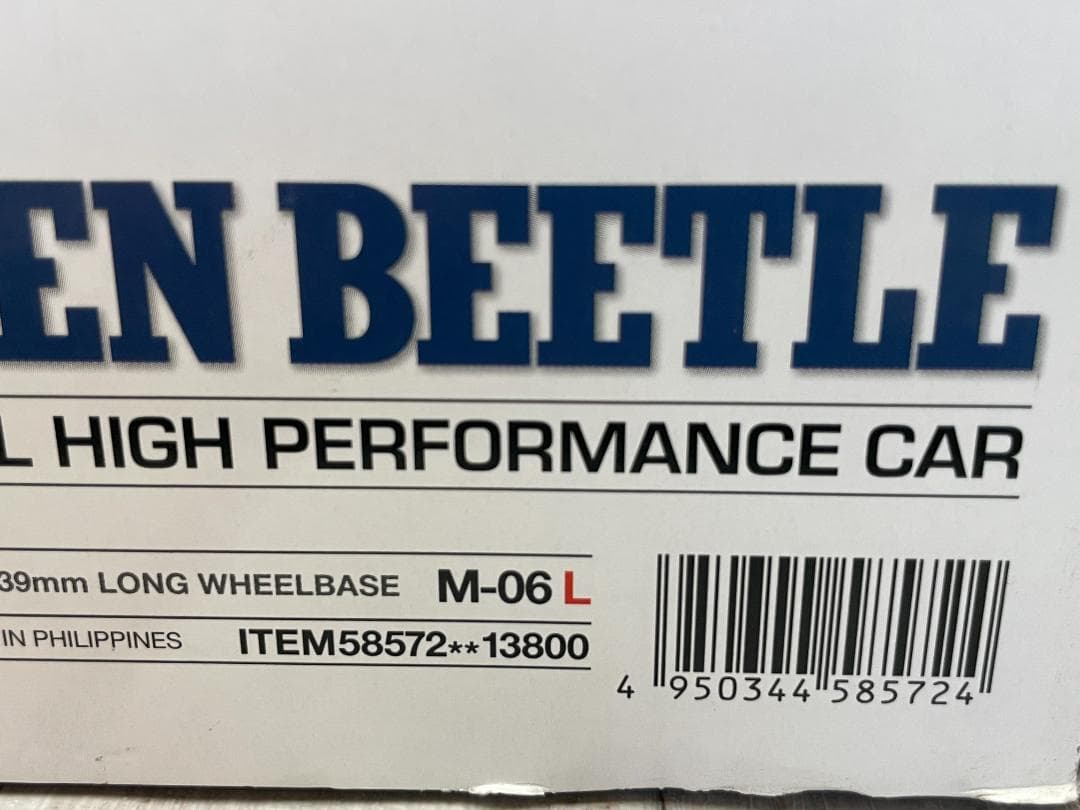 EN BEETLE
L HIGH PERFORMANCE CAR
39mm LONG WHEELBASE M-06 L
IN PHILIPPINES ITEM58572**13800
4 950344 585724